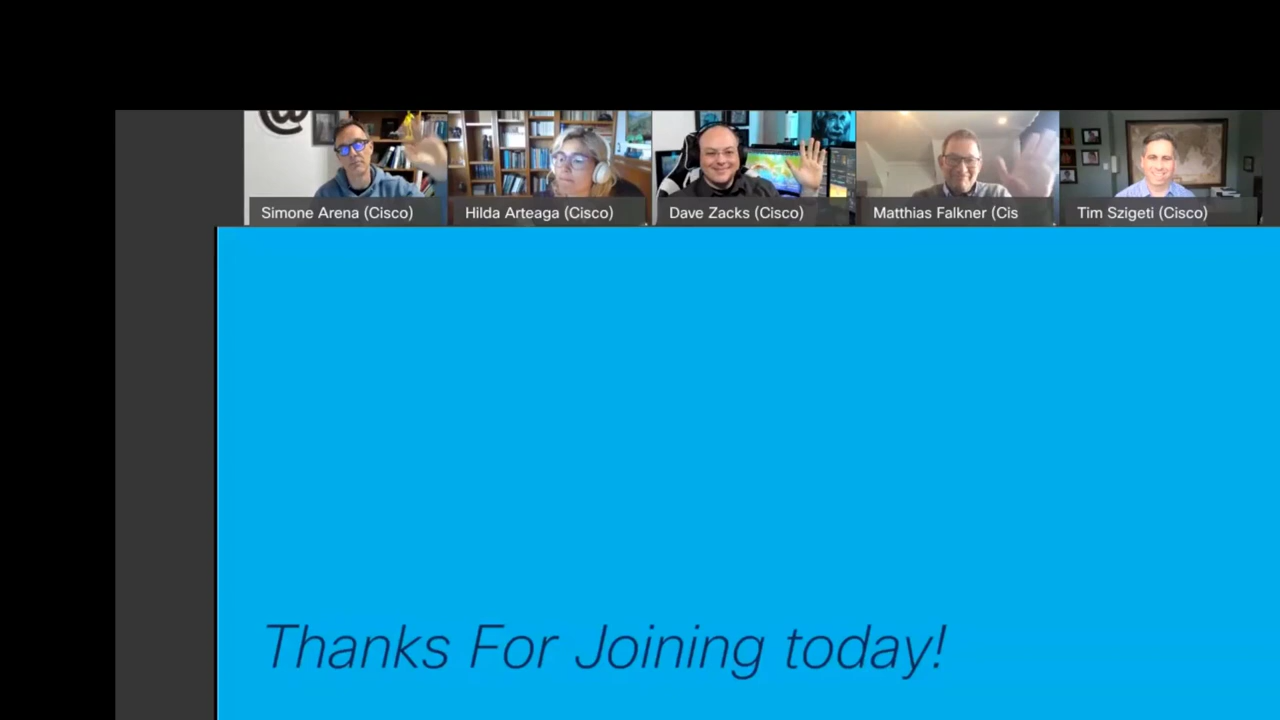 @
Simone Arena (Cisco)
Hilda Arteaga (Cisco)
Dave Zacks (Cisco)
Matthias Falkner (Cis
Tim Szigeti (Cisco)
Thanks For Joining today!